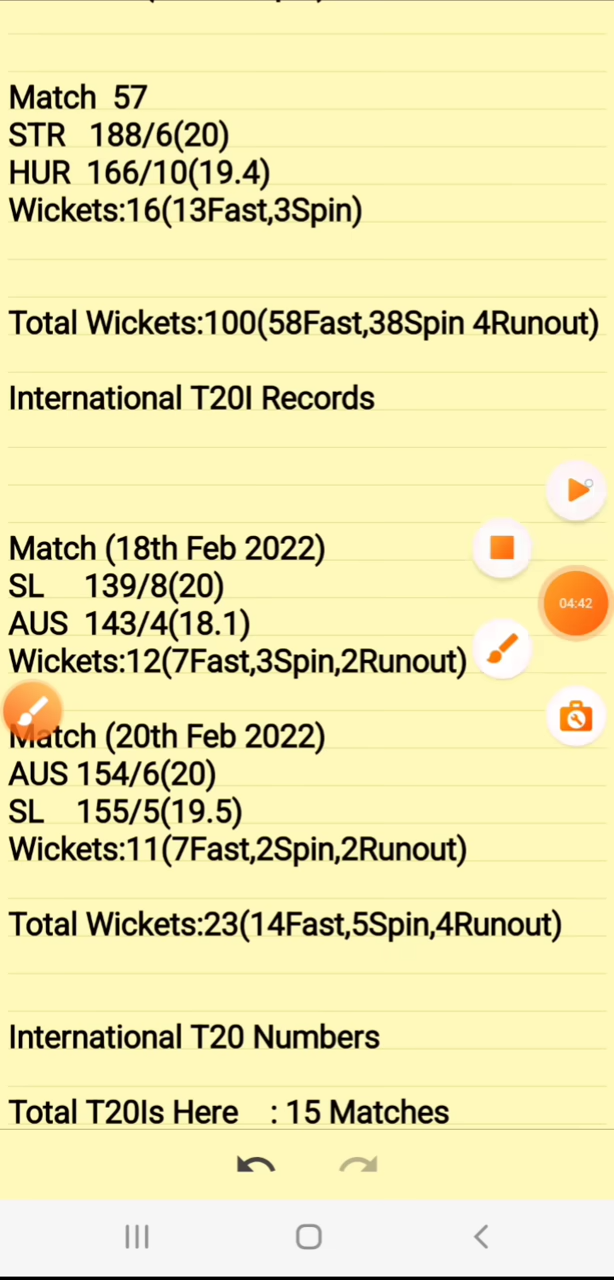 Match 57
STR 188/6(20)
HUR 166/10(19.4)
Wickets:16(13Fast,3Spin)
Total Wickets:100(58Fast,38Spin 4Runout)
International T20I Records
Match (18th Feb 2022)
SL 139/8(20)
AUS 143/4(18.1)
04:42
Wickets:12(7Fast,3Spin,2Runout)
Match (20th Feb 2022)
AUS 154/6(20)
SL 155/5(19.5)
Wickets:11(7Fast,2Spin,2Runout)
Total Wickets:23(14Fast,5Spin,4Runout)
International T20 Numbers
Total T20Is Here : 15 Matches